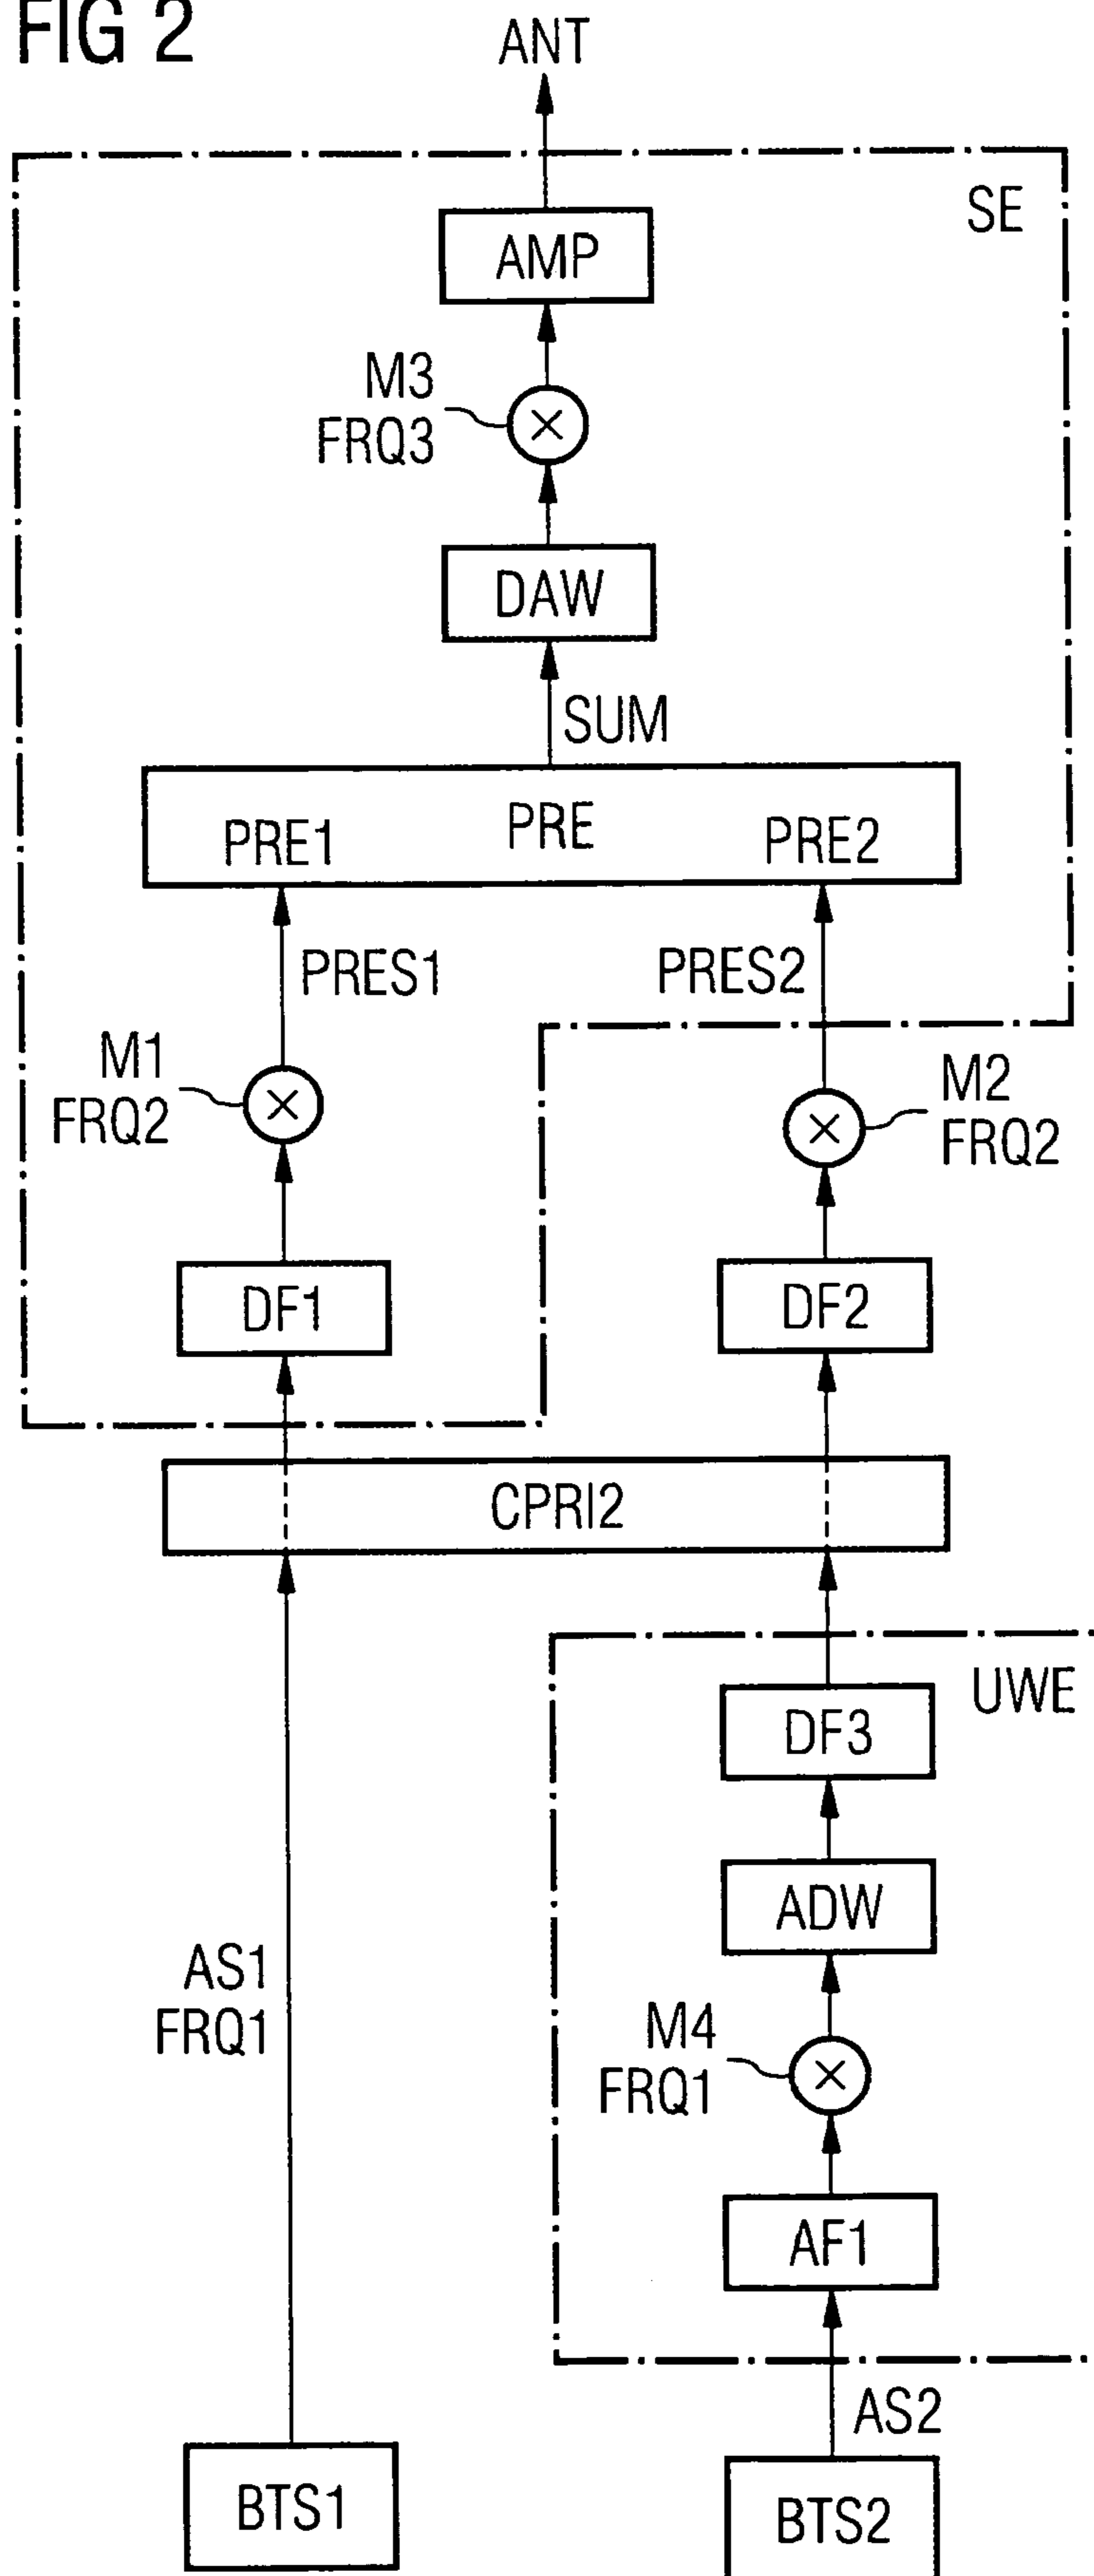 FIG 2
ANT
SE
AMP
M3
FRQ3
DAW
SUM
PRE1
PRE
PRE2
PRES1
PRES2
M1
FRQ2
M2
FRQ2
DF1
DF2
CPRI2
UWE
DF3
ADW
AS1
FRQ1
M4
FRQ1
AF1
AS2
BTS1
BTS2